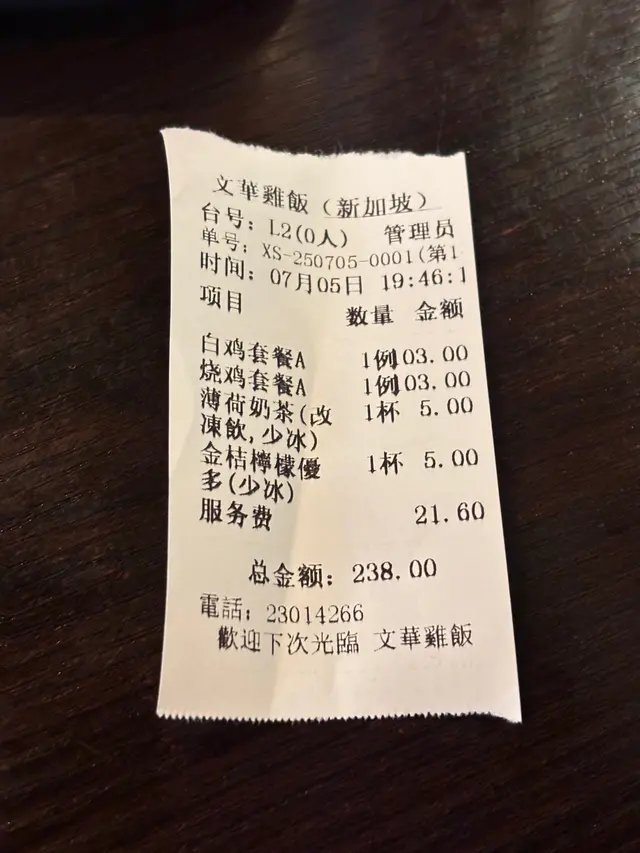 文華雞飯（新加坡）
台号：L2(0人) 管理员
单号：XS-250705-0001(第1
时间：07月05日 19:46:1
项目 数量 金额
白鸡套餐A 1例103.00
烧鸡套餐A 1例103.00
薄荷奶茶(改 1杯 5.00
凍飲,少冰)
金桔檸檬優 1杯 5.00
多(少冰)
服务费 21.60
总金额：238.00
電話：23014266
歡迎下次光臨 文華雞飯